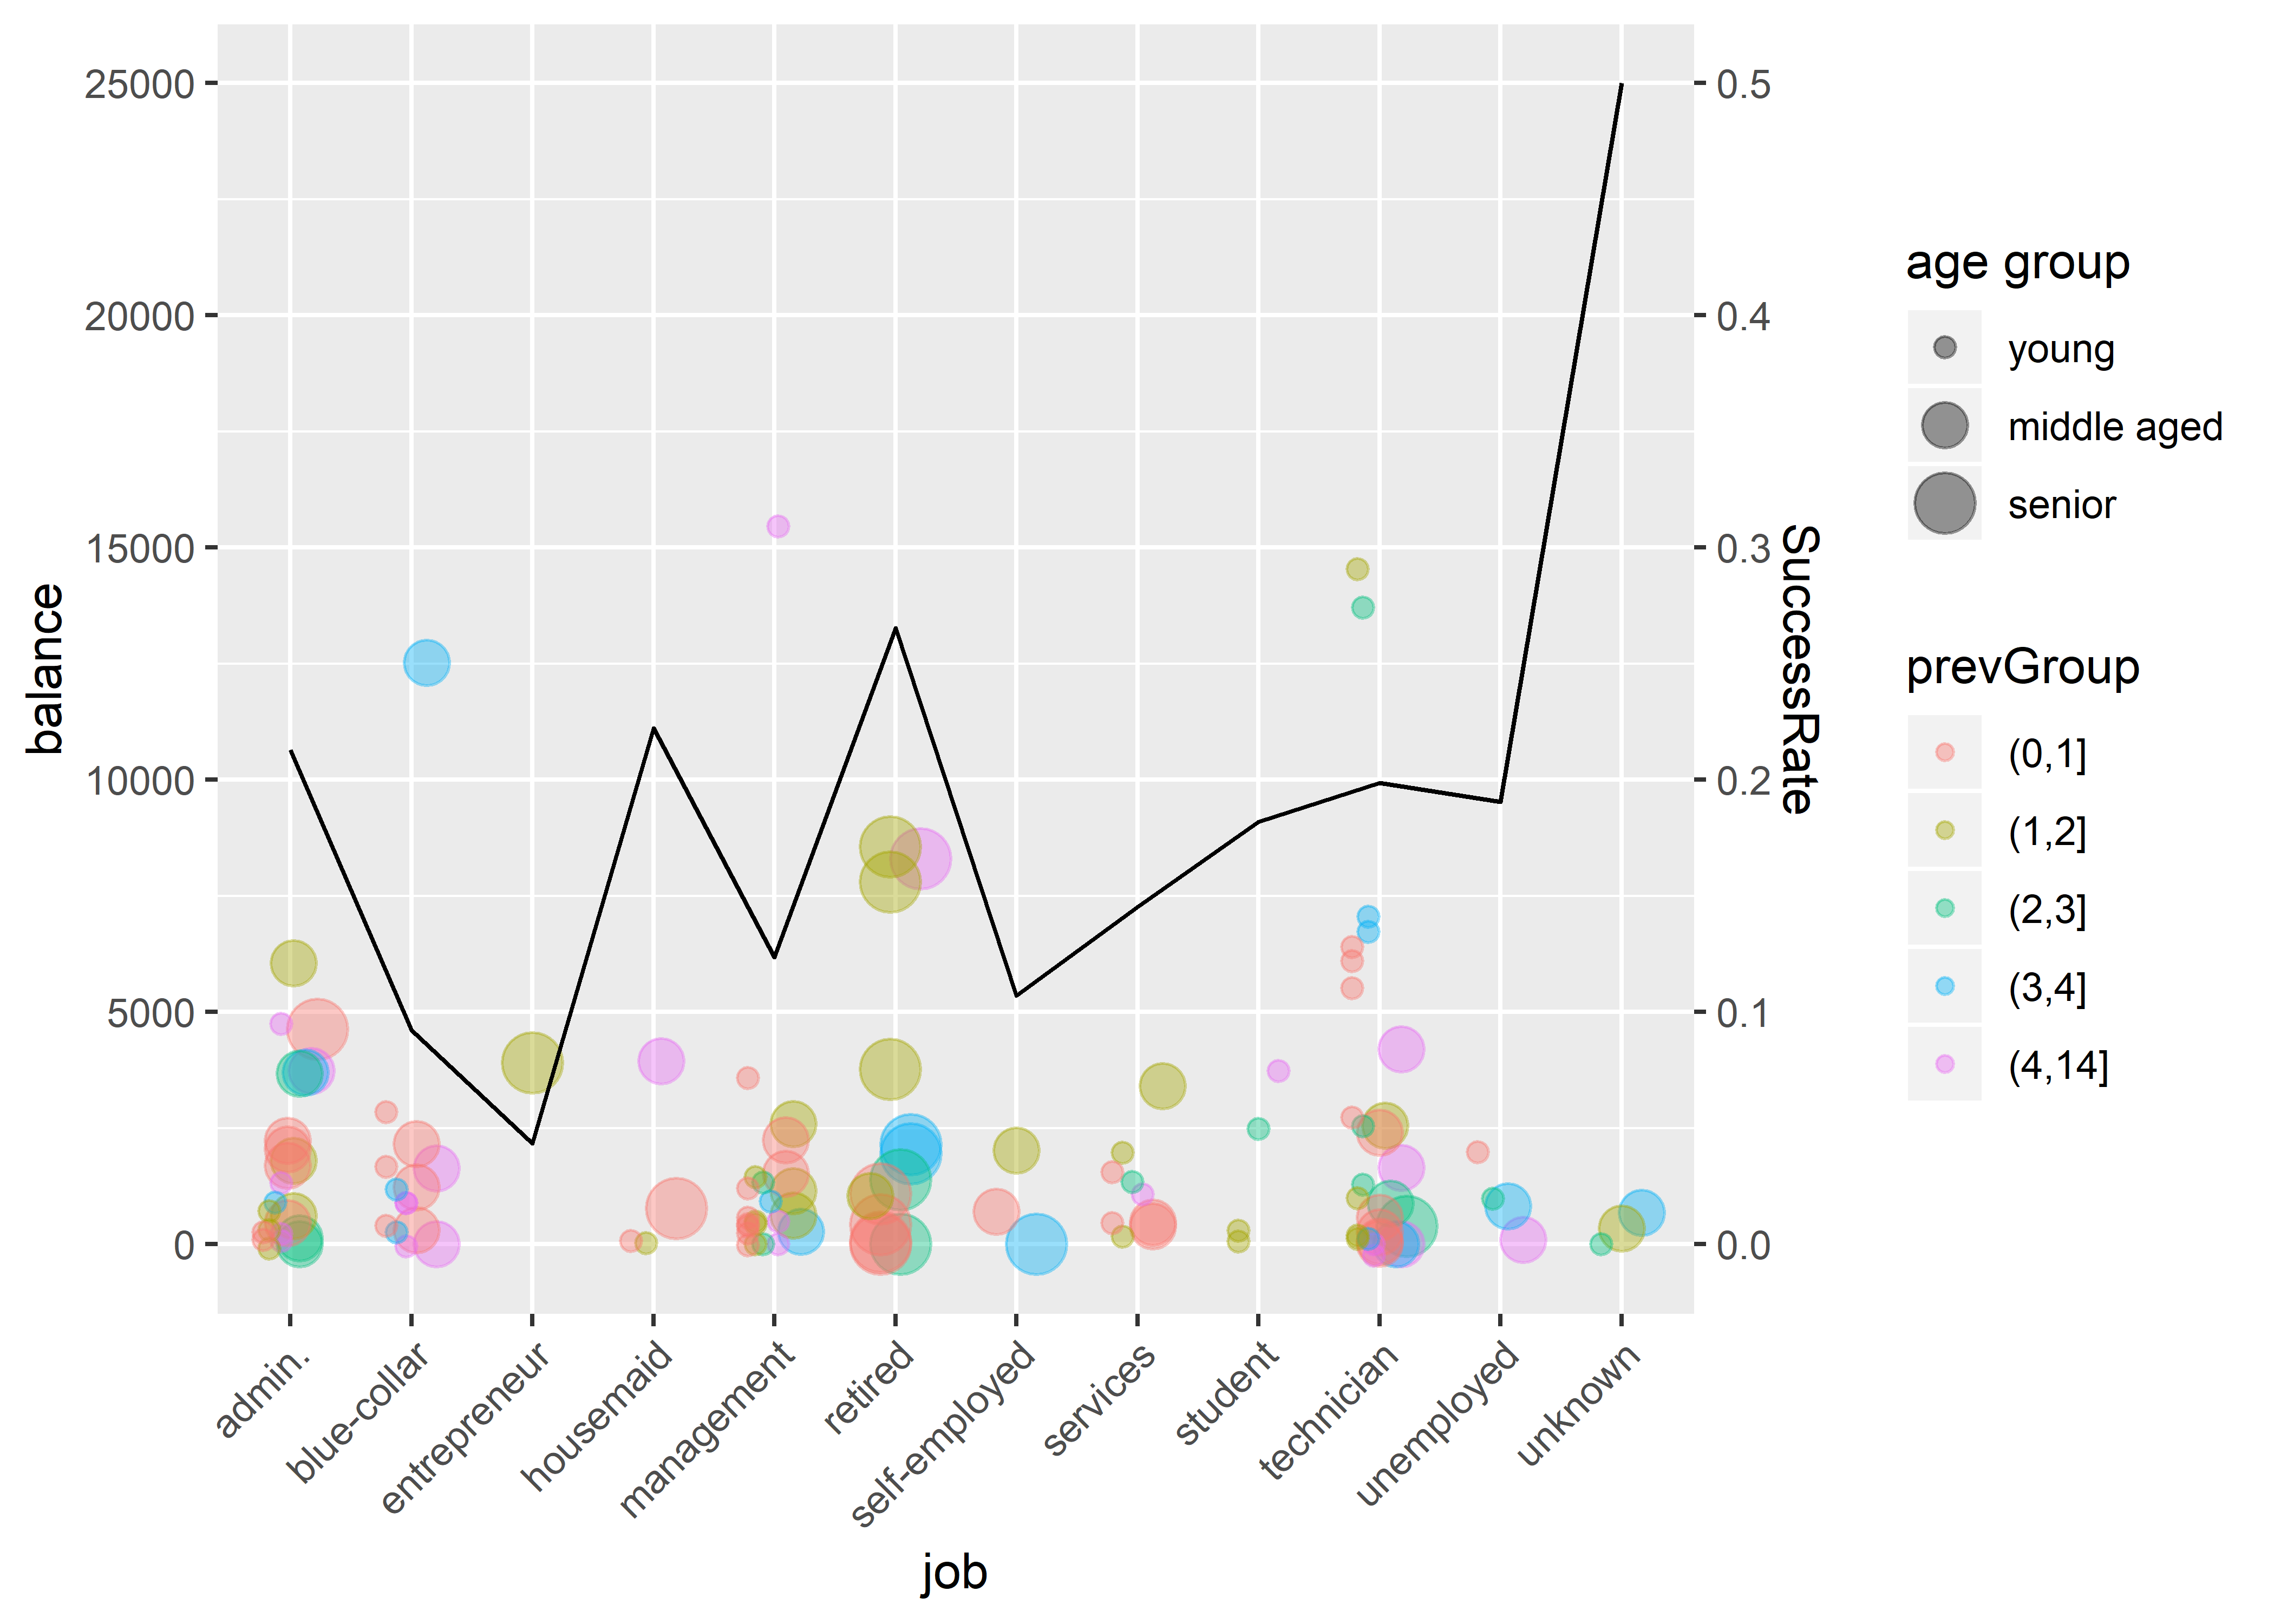 25000
20000
15000
10000
5000
0
balance
0.5
0.4
0.3
0.2
0.1
0.0
SuccessRate
admin.
blue-collar
entrepreneur
housemaid
management
retired
self-employed
services
student
technician
unemployed
unknown
job
age group
young
middle aged
senior
prevGroup
(0,1]
(1,2]
(2,3]
(3,4]
(4,14]